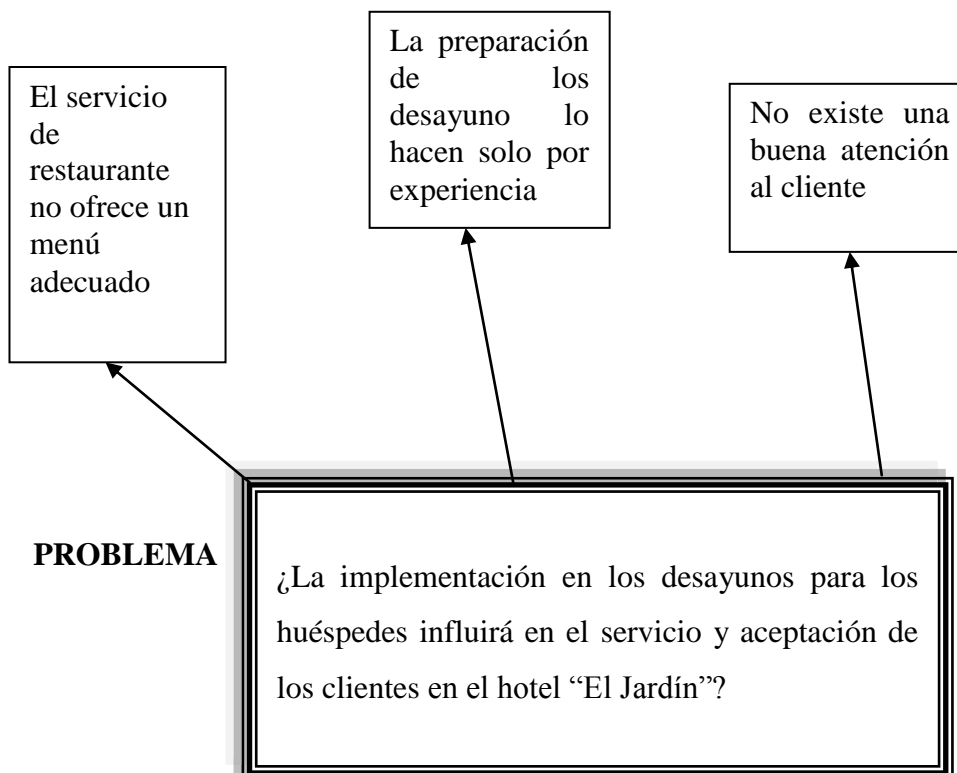 El servicio
de
restaurante
no ofrece un
menú
adecuado
La preparación
de los
desayuno lo
hacen solo por
experiencia
No existe una
buena atención
al cliente
PROBLEMA
¿La implementación en los desayunos para los
huéspedes influirá en el servicio y aceptación de
los clientes en el hotel “El Jardín”?